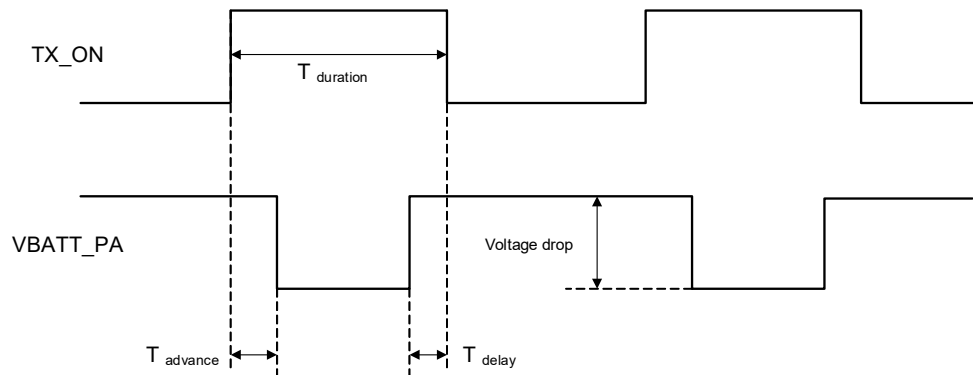 TX_ON
T duration
VBATT_PA
Voltage drop
T advance
T delay